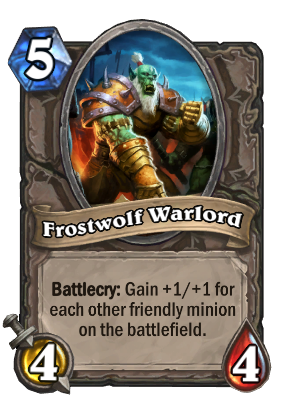 5
Frostwolf Warlord
Battlecry: Gain +1/+1 for
each other friendly minion
on the battlefield.
4
4